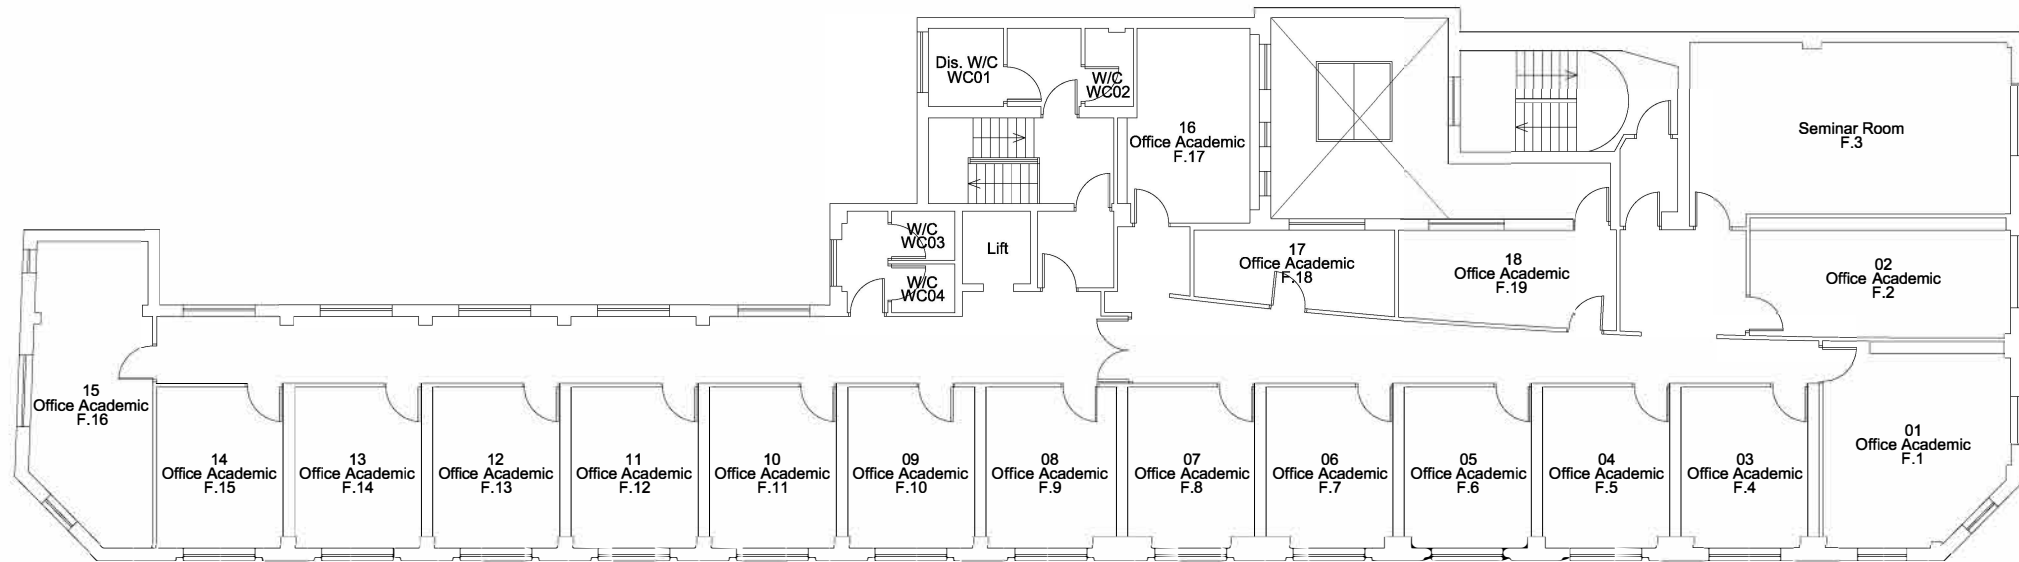 Dis. W/C
WC01
W/C
WC02
16
Office Academic
F.17
Seminar Room
F.3
W/C
WC03
Lift
W/C
WC04
17
Office Academic
F.18
18
Office Academic
F.19
02
Office Academic
F.2
15
Office Academic
F.16
14
Office Academic
F.15
13
Office Academic
F.14
12
Office Academic
F.13
11
Office Academic
F.12
10
Office Academic
F.11
09
Office Academic
F.10
08
Office Academic
F.9
07
Office Academic
F.8
06
Office Academic
F.7
05
Office Academic
F.6
04
Office Academic
F.5
03
Office Academic
F.4
01
Office Academic
F.1